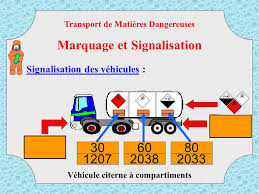 Transport de Matières Dangereuses
Marquage et Signalisation
Signalisation des véhicules :
30 60 80
1207 2038 2033
Véhicule citerne à compartiments